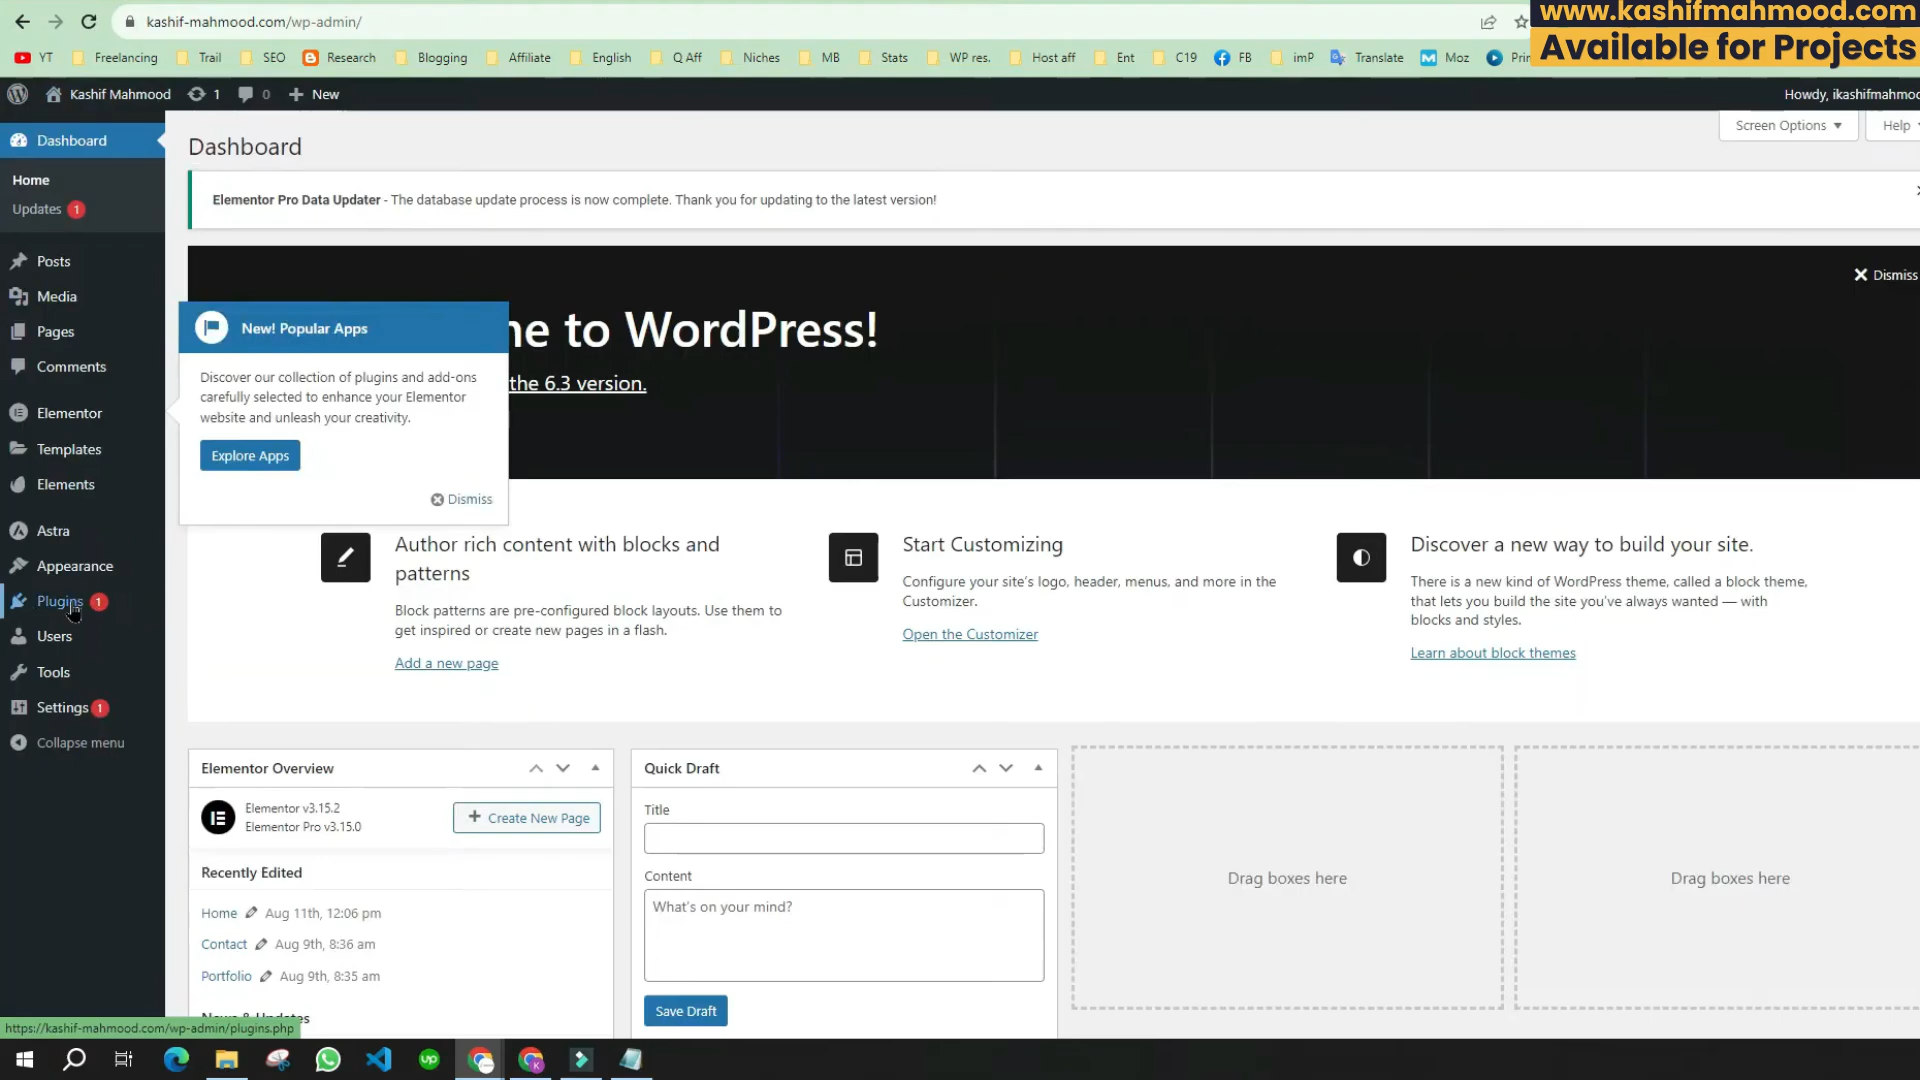 kashif-mahmood.com/wp-admin/
www.kashifmahmood.com
Available for Projects
YT Freelancing Trail SEO Research Blogging Affiliate English Q Aff Niches MB Stats WP res. Host aff Ent C19 FB imP Translate Moz
Kashif Mahmood 1 0 New
Howdy, ikashifmahmoo
Dashboard
Home
Updates 1
Posts
Media
Pages
Comments
Elementor
Templates
Elements
Astra
Appearance
Plugins 1
Users
Tools
Settings 1
Collapse menu
Screen Options
Help
Dashboard
Elementor Pro Data Updater - The database update process is now complete. Thank you for updating to the latest version!
Dismiss
me to WordPress!
the 6.3 version.
New! Popular Apps
Discover our collection of plugins and add-ons
carefully selected to enhance your Elementor
website and unleash your creativity.
Explore Apps
Dismiss
Author rich content with blocks and
patterns
Block patterns are pre-configured block layouts. Use them to
get inspired or create new pages in a flash.
Add a new page
Start Customizing
Configure your site's logo, header, menus, and more in the
Customizer.
Open the Customizer
Discover a new way to build your site.
There is a new kind of WordPress theme, called a block theme,
that lets you build the site you've always wanted — with
blocks and styles.
Learn about block themes
Elementor Overview
Elementor v3.15.2
Elementor Pro v3.15.0
Create New Page
Recently Edited
Home Aug 11th, 12:06 pm
Contact Aug 9th, 8:36 am
Portfolio Aug 9th, 8:35 am
News & Updates
Quick Draft
Title
Content
What's on your mind?
Save Draft
Drag boxes here
Drag boxes here
https://kashif-mahmood.com/wp-admin/plugins.php
up